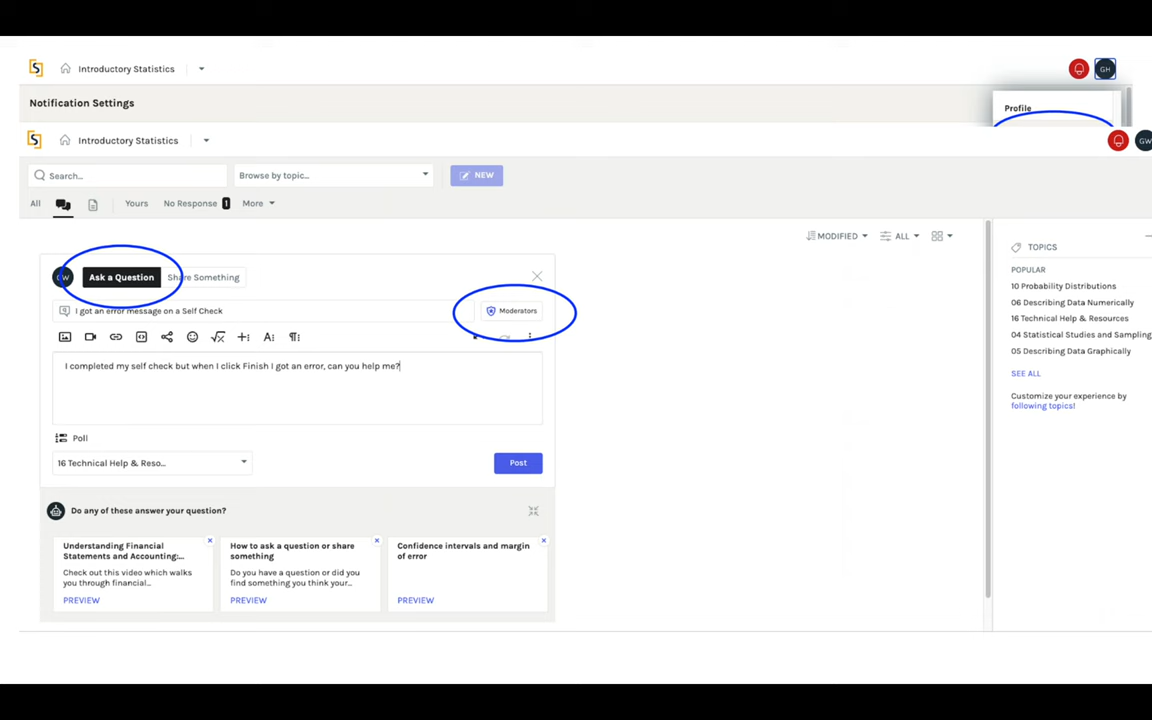 S Introductory Statistics GH
Notification Settings
Profile
S Introductory Statistics GW
Search... Browse by topic... NEW
All Yours No Response 1 More
MODIFIED ALL
GW Ask a Question Share Something
I got an error message on a Self Check Moderators
I completed my self check but when I click Finish I got an error, can you help me?
Poll
16 Technical Help & Reso... Post
Do any of these answer your question?
Understanding Financial
Statements and Accounting:...
Check out this video which walks
you through financial...
PREVIEW
How to ask a question or share
something
Do you have a question or did you
find something you think your...
PREVIEW
Confidence intervals and margin
of error
PREVIEW
TOPICS
POPULAR
10 Probability Distributions
06 Describing Data Numerically
16 Technical Help & Resources
04 Statistical Studies and Sampling
05 Describing Data Graphically
SEE ALL
Customize your experience by
following topics!